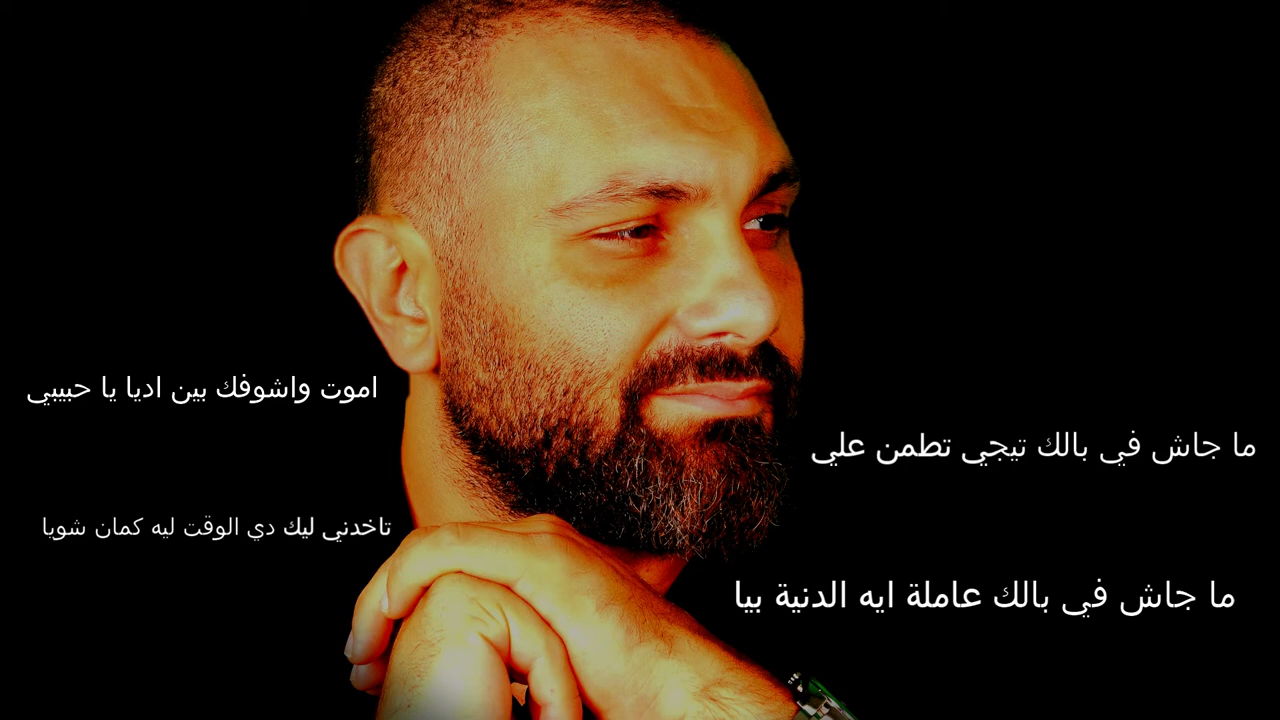 اموت واشوفك بين اديا يا حبيبي
ما جاش في بالك تيجي تطمن علي
تاخدني ليك دي الوقت ليه كمان شويا
ما جاش في بالك عاملة ايه الدنية بيا